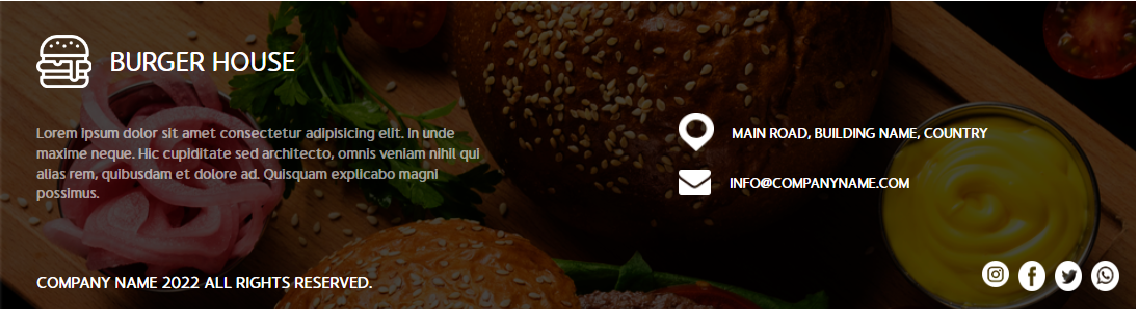 BURGER HOUSE
Lorem ipsum dolor sit amet consectetur adipisicing elit. In unde
maxime neque. Hic cupiditate sed architecto, omnis veniam nihil qui
alias rem, quibusdam et dolore ad. Quisquam explicabo magni
possimus.
MAIN ROAD, BUILDING NAME, COUNTRY
INFO@COMPANYNAME.COM
COMPANY NAME 2022 ALL RIGHTS RESERVED.